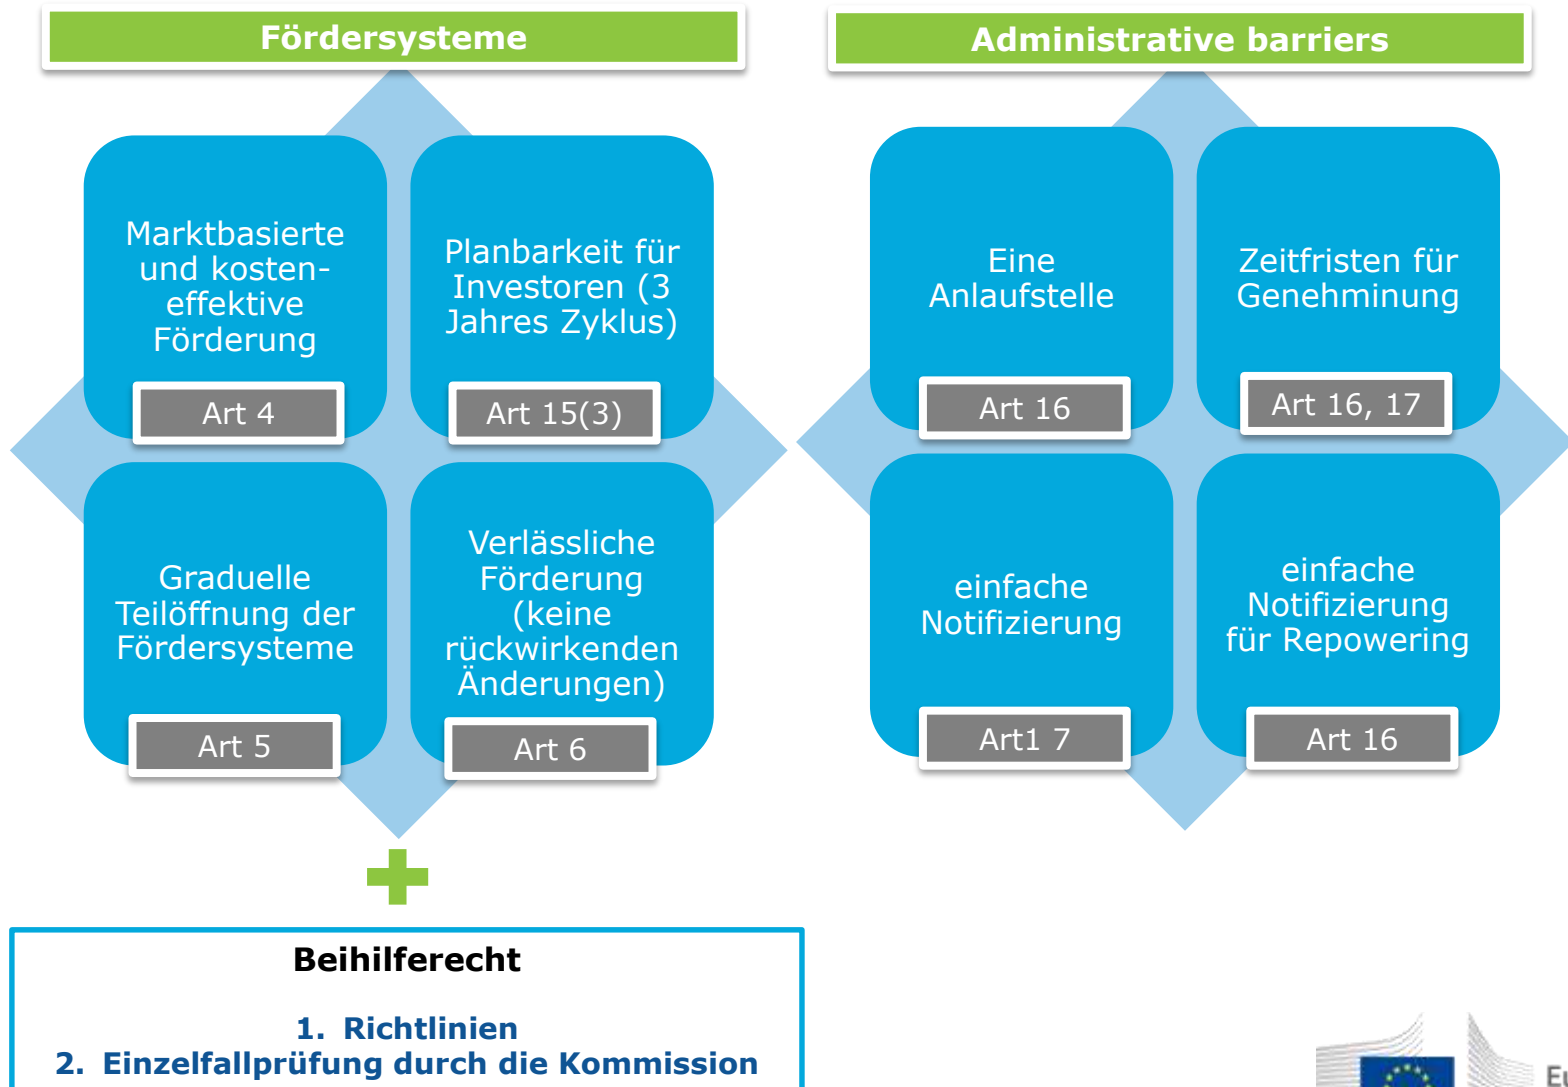 Fördersysteme
Marktbasierte
und kosten-
effektive
Förderung
Art 4
Planbarkeit für
Investoren (3
Jahres Zyklus)
Art 15(3)
Graduelle
Teilöffnung der
Fördersysteme
Art 5
Verlässliche
Förderung
(keine
rückwirkenden
Änderungen)
Art 6
Beihilferecht
1. Richtlinien
2. Einzelfallprüfung durch die Kommission
Administrative barriers
Eine
Anlaufstelle
Art 16
Zeitfristen für
Genehminung
Art 16, 17
einfache
Notifizierung
Art1 7
einfache
Notifizierung
für Repowering
Art 16